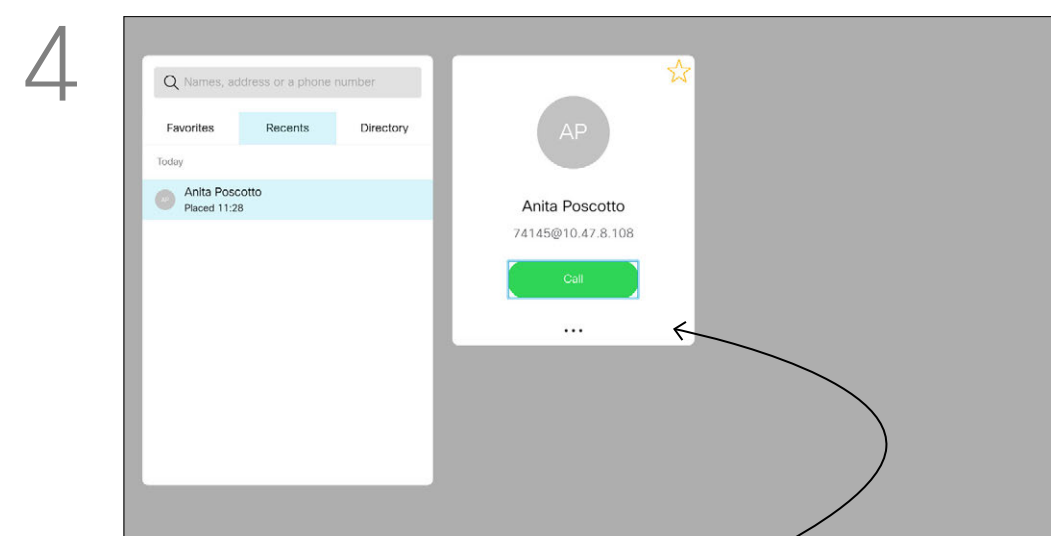 4
Names, address or a phone number
Favorites Recents Directory
Today
AP Anita Poscotto
Placed 11:28
AP
Anita Poscotto
74145@10.47.8.108
Call
...